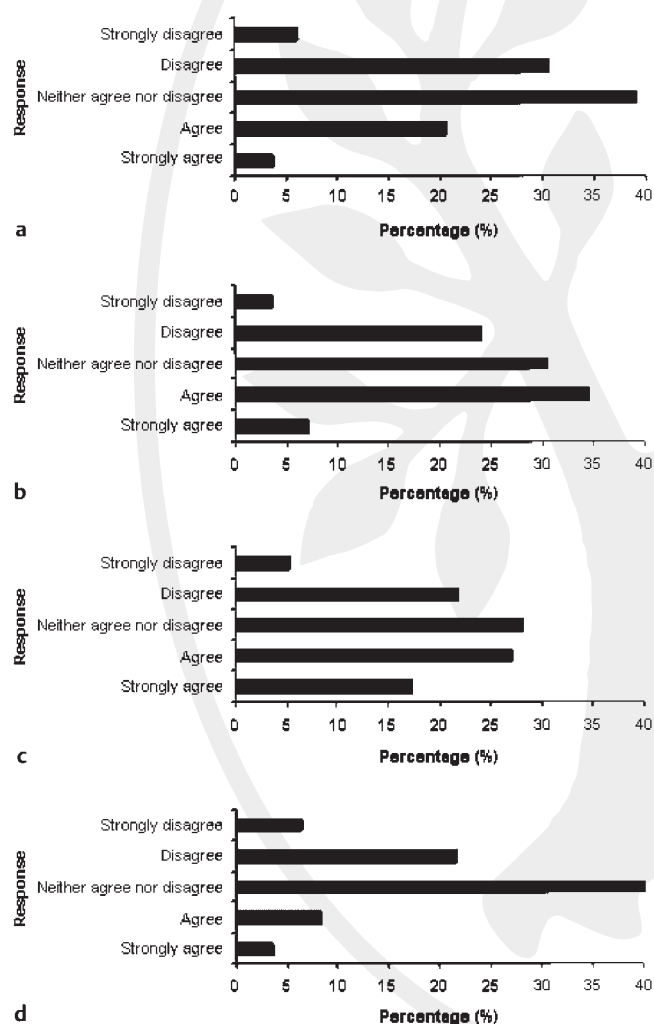 Response
Strongly disagree
Disagree
Neither agree nor disagree
Agree
Strongly agree
0 5 10 15 20 25 30 35 40
Percentage (%)
a
Response
Strongly disagree
Disagree
Neither agree nor disagree
Agree
Strongly agree
0 5 10 15 20 25 30 35 40
Percentage (%)
b
Response
Strongly disagree
Disagree
Neither agree nor disagree
Agree
Strongly agree
0 5 10 15 20 25 30 35 40
Percentage (%)
c
Response
Strongly disagree
Disagree
Neither agree nor disagree
Agree
Strongly agree
0 5 10 15 20 25 30 35 40
Percentage (%)
d